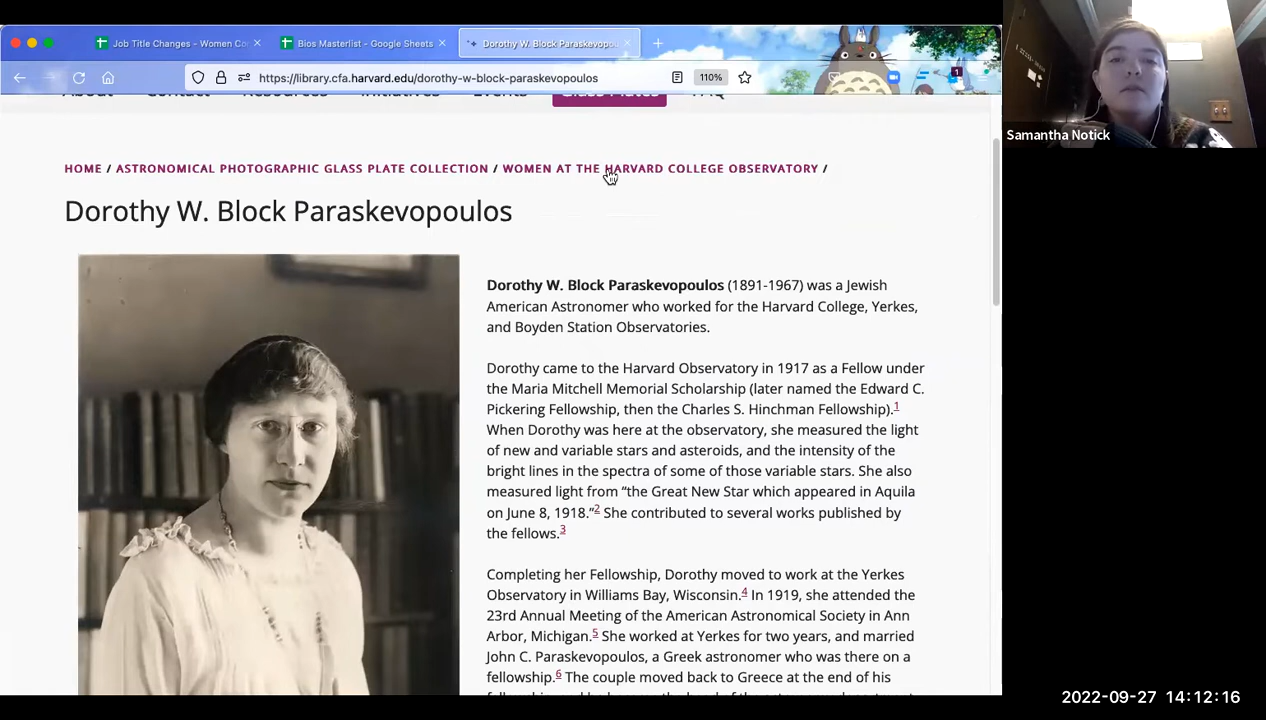 Job Title Changes - Women Co
Bios Masterlist - Google Sheets
Dorothy W. Block Paraskevopou
https://library.cfa.harvard.edu/dorothy-w-block-paraskevopoulos
110%
1
About Contact Resources Initiatives Events Glass Plates FAQ
Samantha Notick
HOME / ASTRONOMICAL PHOTOGRAPHIC GLASS PLATE COLLECTION / WOMEN AT THE HARVARD COLLEGE OBSERVATORY /
Dorothy W. Block Paraskevopoulos
Dorothy W. Block Paraskevopoulos (1891-1967) was a Jewish
American Astronomer who worked for the Harvard College, Yerkes,
and Boyden Station Observatories.
Dorothy came to the Harvard Observatory in 1917 as a Fellow under
the Maria Mitchell Memorial Scholarship (later named the Edward C.
Pickering Fellowship, then the Charles S. Hinchman Fellowship).1
When Dorothy was here at the observatory, she measured the light
of new and variable stars and asteroids, and the intensity of the
bright lines in the spectra of some of those variable stars. She also
measured light from “the Great New Star which appeared in Aquila
on June 8, 1918.”2 She contributed to several works published by
the fellows.3
Completing her Fellowship, Dorothy moved to work at the Yerkes
Observatory in Williams Bay, Wisconsin.4 In 1919, she attended the
23rd Annual Meeting of the American Astronomical Society in Ann
Arbor, Michigan.5 She worked at Yerkes for two years, and married
John C. Paraskevopoulos, a Greek astronomer who was there on a
fellowship.6 The couple moved back to Greece at the end of his
2022-09-27 14:12:16